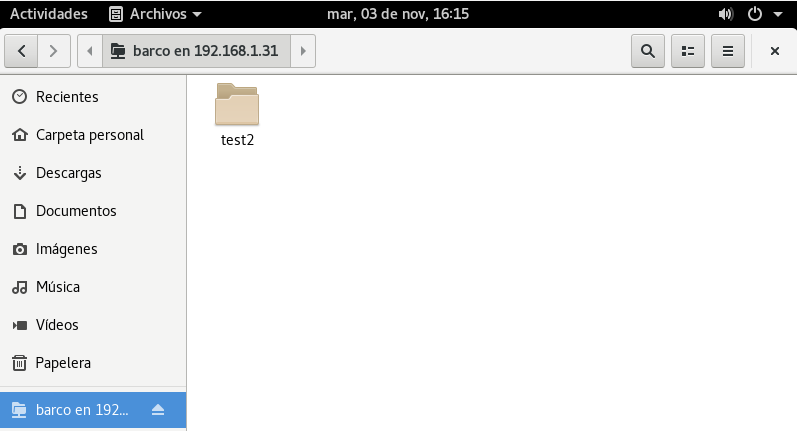 Actividades
Archivos
mar, 03 de nov, 16:15
barco en 192.168.1.31
Recientes
Carpeta personal
Descargas
Documentos
Imágenes
Música
Vídeos
Papelera
barco en 192...
test2